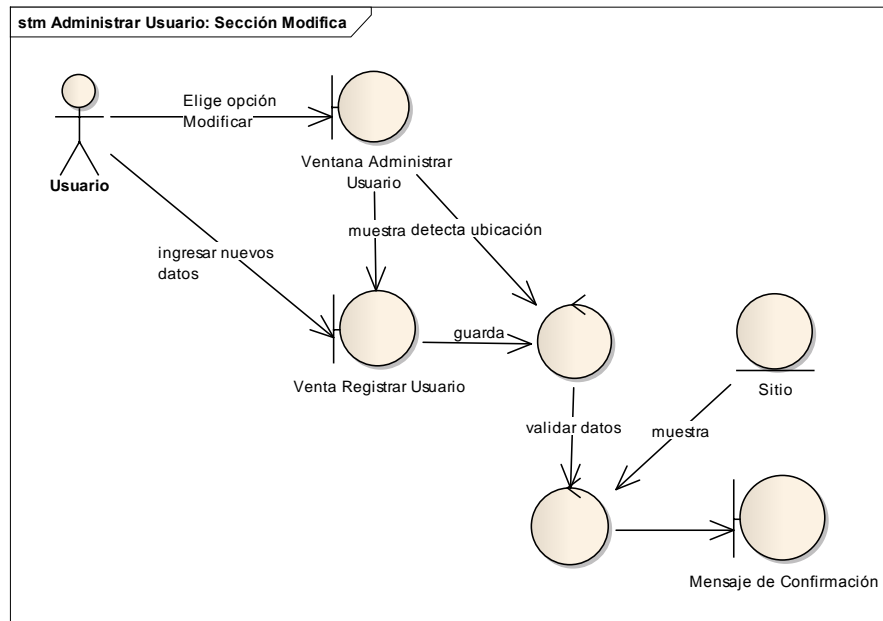 stm Administrar Usuario: Sección Modifica
Elige opción
Modificar
Usuario
Ventana Administrar
Usuario
muestra
detecta ubicación
ingresar nuevos
datos
guarda
Venta Registrar Usuario
Sitio
validar datos
muestra
Mensaje de Confirmación